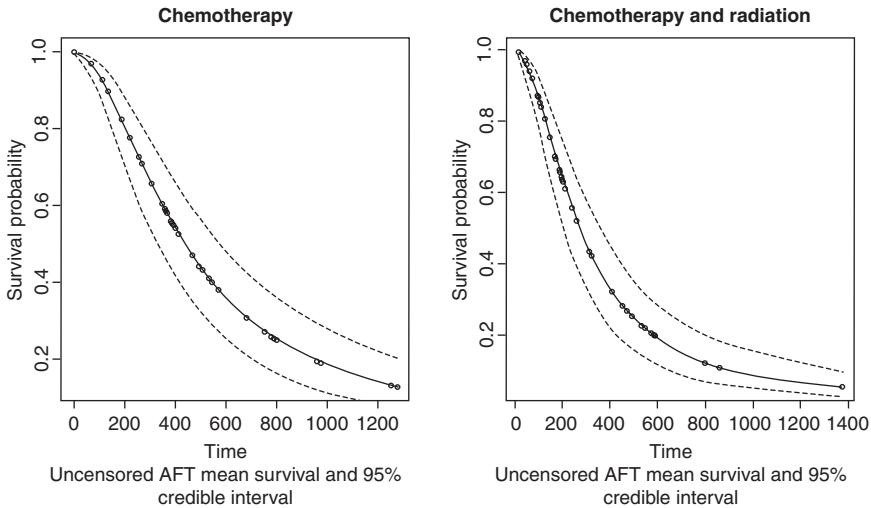 Chemotherapy
Survival probability
1.0
0.8
0.6
0.4
0.2
0 200 400 600 800 1000 1200
Time
Uncensored AFT mean survival and 95%
credible interval
Chemotherapy and radiation
Survival probability
1.0
0.8
0.6
0.4
0.2
0 200 400 600 800 1000 1200 1400
Time
Uncensored AFT mean survival and 95%
credible interval